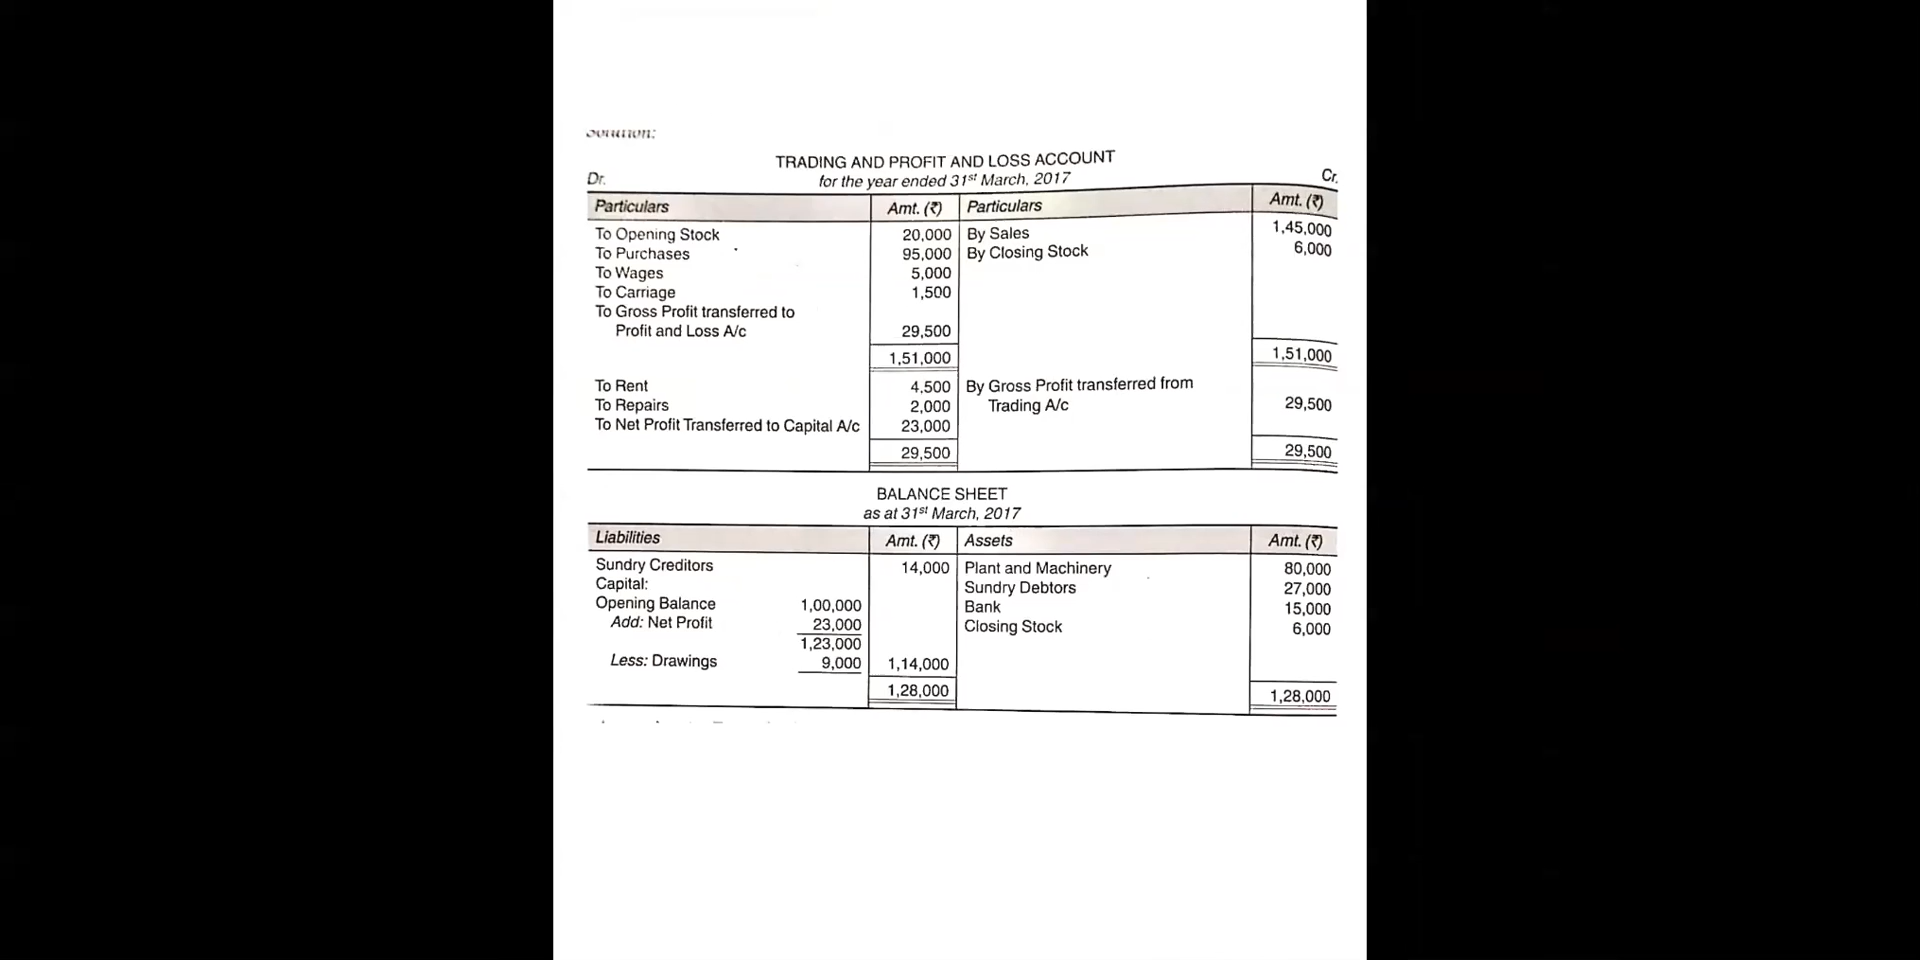 Solution:
TRADING AND PROFIT AND LOSS ACCOUNT
Dr. for the year ended 31st March, 2017 Cr.
Particulars Amt. (₹) Particulars Amt. (₹)
To Opening Stock 20,000 By Sales 1,45,000
To Purchases 95,000 By Closing Stock 6,000
To Wages 5,000
To Carriage 1,500
To Gross Profit transferred to
Profit and Loss A/c 29,500
1,51,000 1,51,000
To Rent 4,500 By Gross Profit transferred from
To Repairs 2,000 Trading A/c 29,500
To Net Profit Transferred to Capital A/c 23,000
29,500 29,500
BALANCE SHEET
as at 31st March, 2017
Liabilities Amt. (₹) Assets Amt. (₹)
Sundry Creditors 14,000 Plant and Machinery 80,000
Capital: Sundry Debtors 27,000
Opening Balance 1,00,000 Bank 15,000
Add: Net Profit 23,000 Closing Stock 6,000
1,23,000
Less: Drawings 9,000 1,14,000
1,28,000 1,28,000